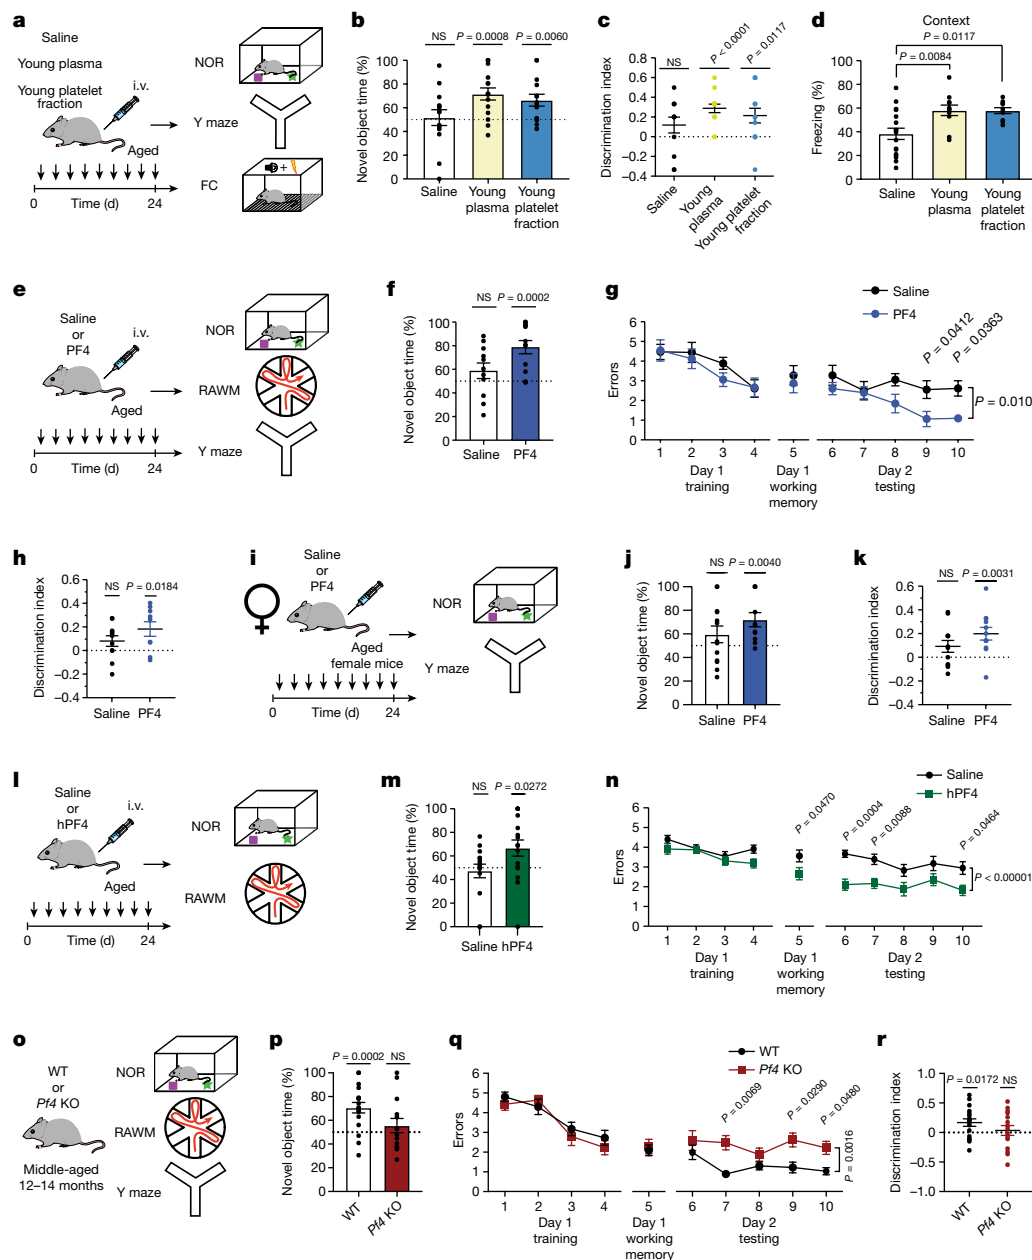 a
Saline
Young plasma
Young platelet
fraction
i.v.
Aged
0
Time (d)
24
NOR
Y maze
FC
+
b
Novel object time (%)
NS
P = 0.0008
P = 0.0060
100
80
60
40
20
0
Saline
Young
plasma
Young
platelet
fraction
c
Discrimination index
NS
P < 0.0001
P = 0.0117
0.8
0.6
0.4
0.2
0
−0.2
−0.4
Saline
Young
plasma
Young platelet
fraction
d
Context
P = 0.0117
P = 0.0084
Freezing (%)
100
80
60
40
20
0
Saline
Young
plasma
Young
platelet
fraction
e
Saline
or
PF4
i.v.
Aged
0
Time (d)
24
NOR
RAWM
Y maze
f
Novel object time (%)
NS
P = 0.0002
100
80
60
40
20
0
Saline
PF4
g
Saline
PF4
Errors
6
5
4
3
2
1
0
P = 0.0412
P = 0.0363
P = 0.010
1
2
3
4
5
6
7
8
9
10
Day 1
training
Day 1
working
memory
Day 2
testing
h
Discrimination index
NS
P = 0.0184
0.6
0.4
0.2
0
−0.2
−0.4
Saline
PF4
i
Saline
or
PF4
Aged
female mice
0
Time (d)
24
NOR
Y maze
j
Novel object time (%)
NS
P = 0.0040
100
80
60
40
20
0
Saline
PF4
k
Discrimination index
NS
P = 0.0031
0.6
0.4
0.2
0
−0.2
−0.4
Saline
PF4
l
Saline
or
hPF4
i.v.
Aged
0
Time (d)
24
NOR
RAWM
m
Novel object time (%)
NS
P = 0.0272
100
80
60
40
20
0
Saline
hPF4
n
Saline
hPF4
Errors
6
5
4
3
2
1
0
P = 0.0470
P = 0.0004
P = 0.0088
P = 0.0464
P < 0.00001
1
2
3
4
5
6
7
8
9
10
Day 1
training
Day 1
working
memory
Day 2
testing
o
WT
or
Pf4 KO
Middle-aged
12–14 months
NOR
RAWM
Y maze
p
Novel object time (%)
P = 0.0002
NS
100
80
60
40
20
0
WT
Pf4 KO
q
WT
Pf4 KO
Errors
6
5
4
3
2
1
0
P = 0.0069
P = 0.0290
P = 0.0480
P = 0.0016
1
2
3
4
5
6
7
8
9
10
Day 1
training
Day 1
working
memory
Day 2
testing
r
Discrimination index
P = 0.0172
NS
1.0
0.5
0
−0.5
−1.0
WT
Pf4 KO